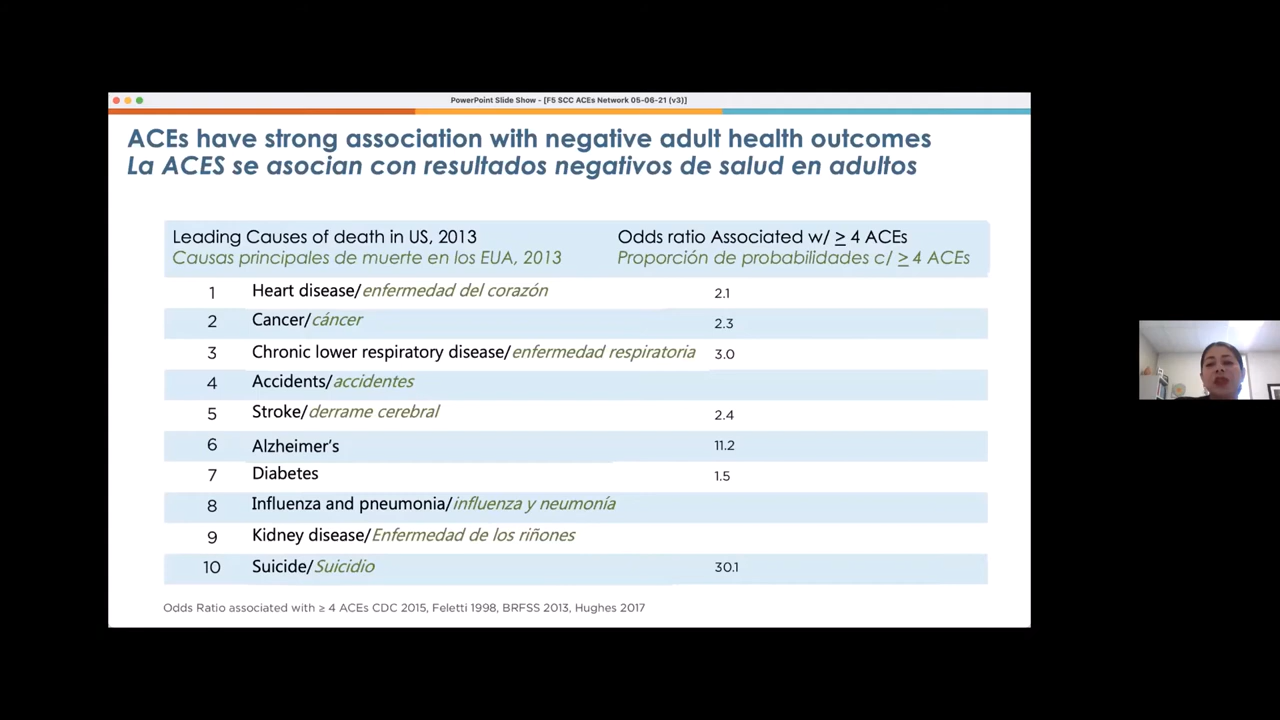 PowerPoint Slide Show - [F5 SCC ACEs Network 05-06-21 (v3)]
ACEs have strong association with negative adult health outcomes
La ACES se asocian con resultados negativos de salud en adultos
Leading Causes of death in US, 2013 Odds ratio Associated w/ ≥ 4 ACEs
Causas principales de muerte en los EUA, 2013 Proporción de probabilidades c/ ≥ 4 ACEs
1 Heart disease/enfermedad del corazón 2.1
2 Cancer/cáncer 2.3
3 Chronic lower respiratory disease/enfermedad respiratoria 3.0
4 Accidents/accidentes
5 Stroke/derrame cerebral 2.4
6 Alzheimer's 11.2
7 Diabetes 1.5
8 Influenza and pneumonia/influenza y neumonía
9 Kidney disease/Enfermedad de los riñones
10 Suicide/Suicidio 30.1
Odds Ratio associated with ≥ 4 ACEs CDC 2015, Feletti 1998, BRFSS 2013, Hughes 2017